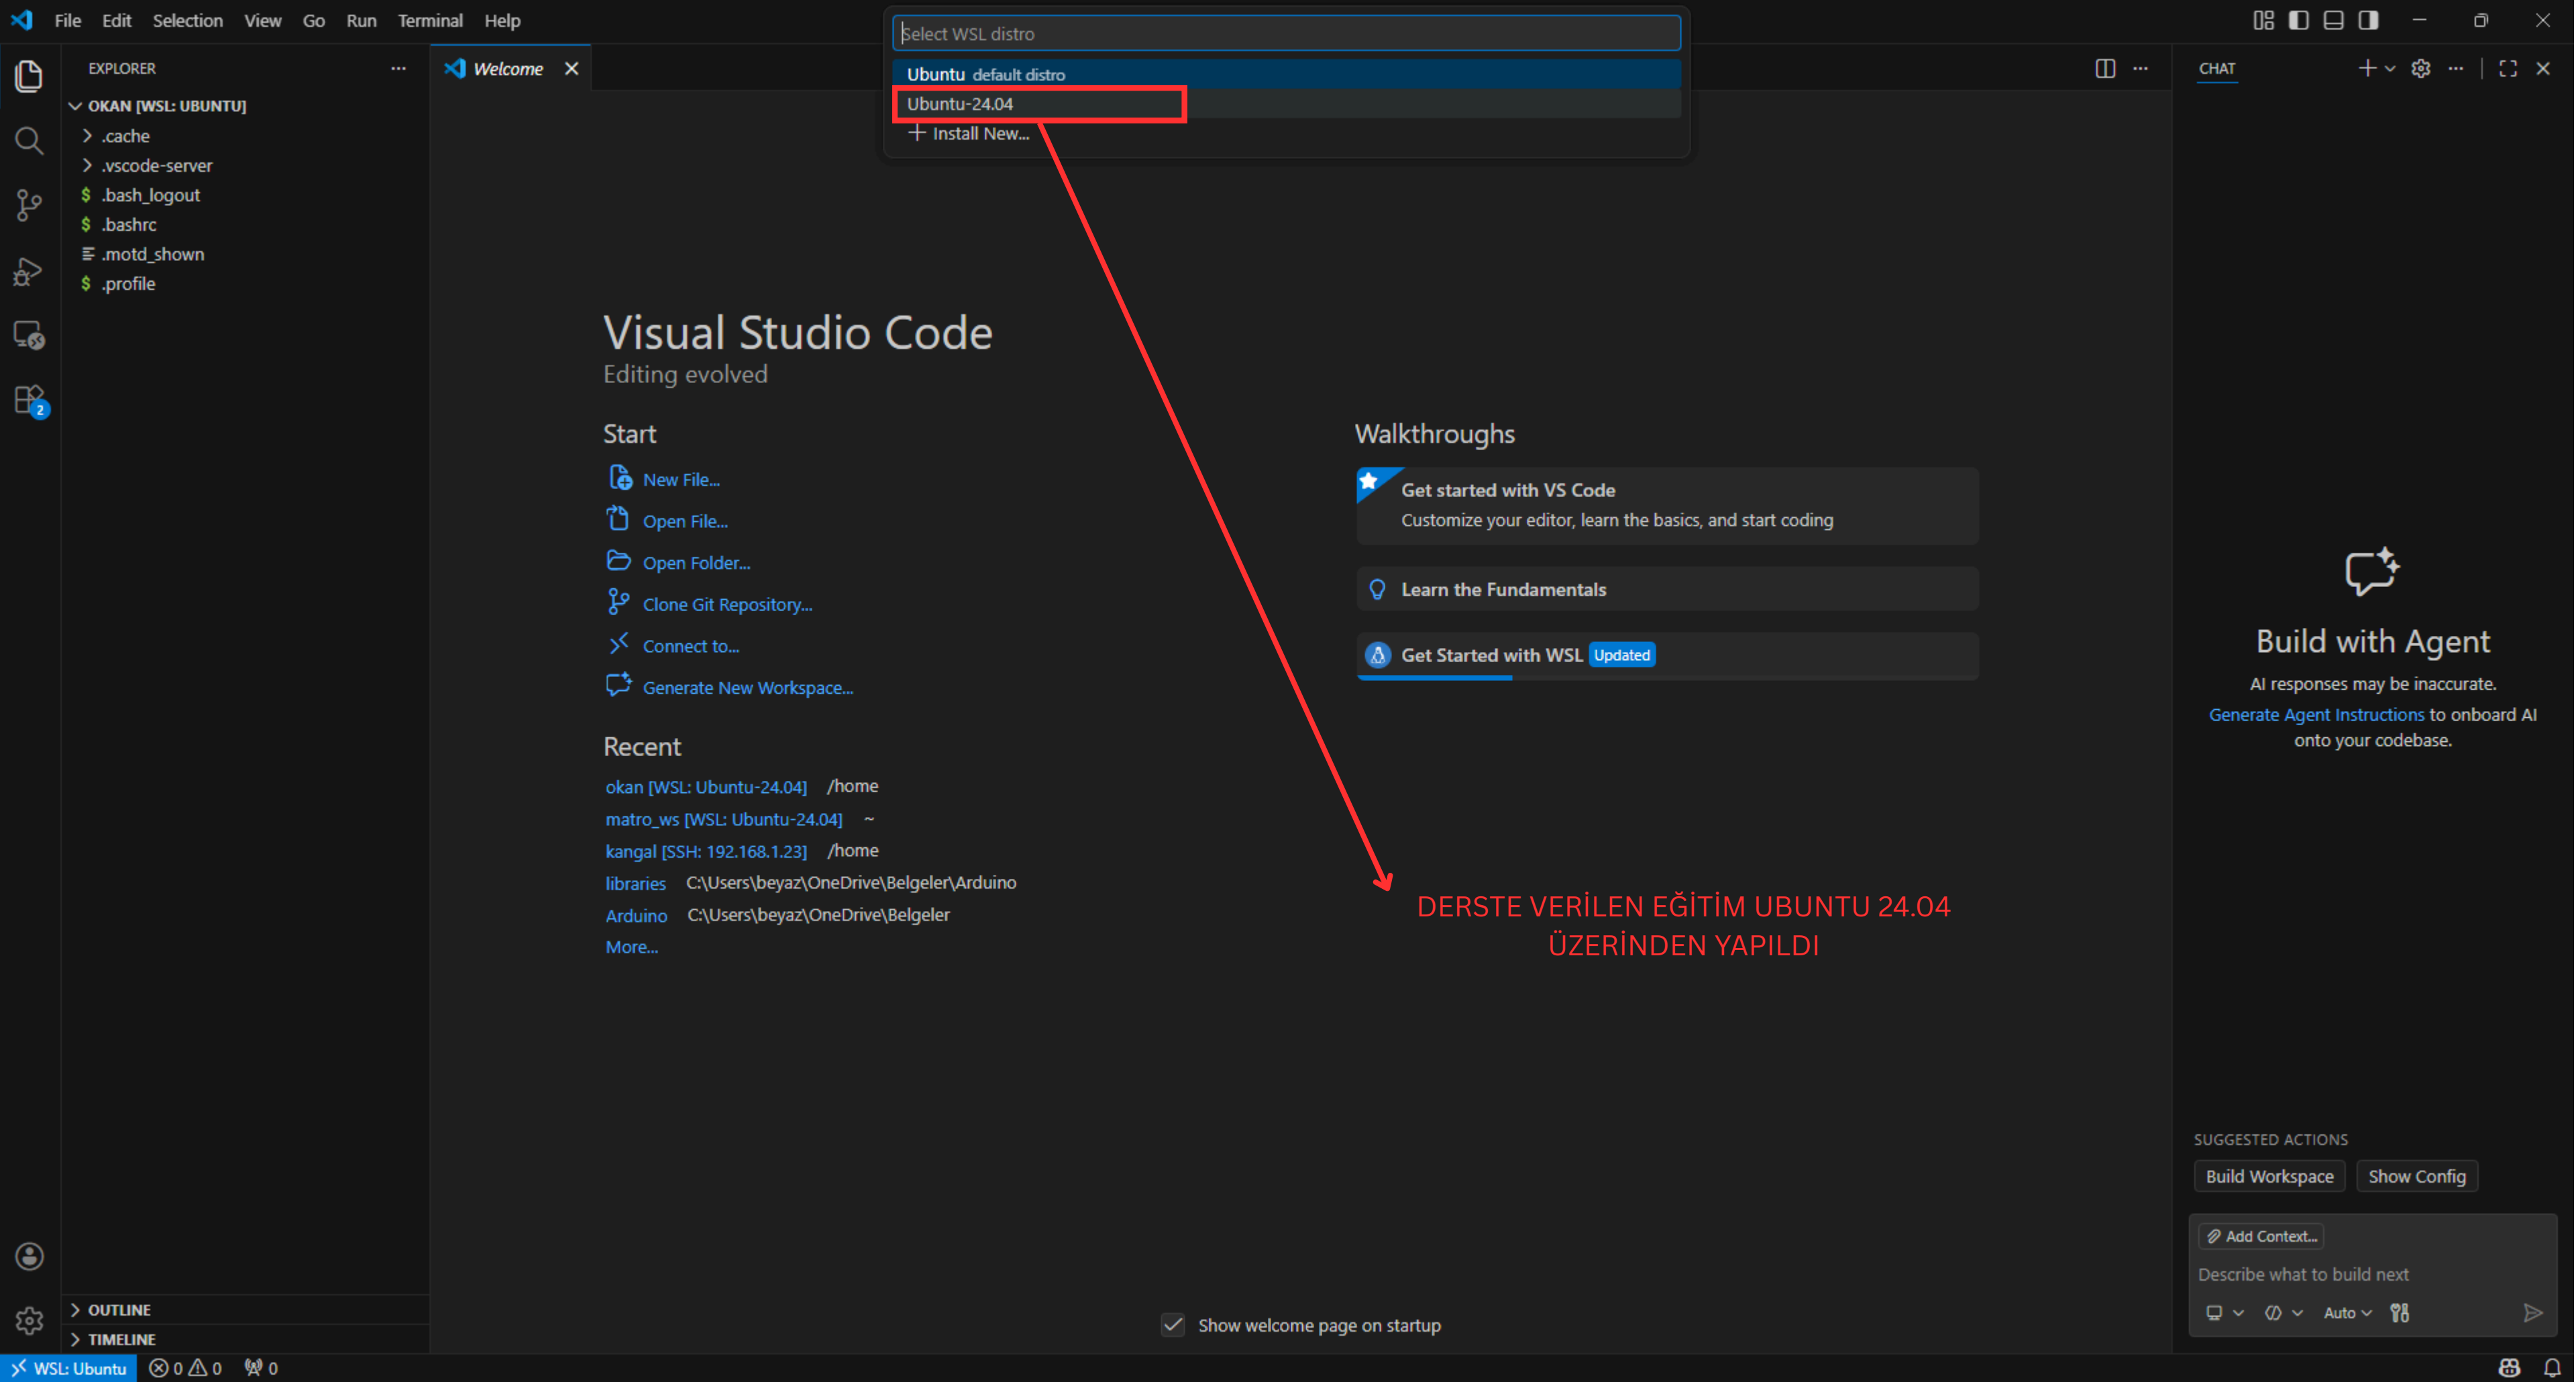 File Edit Selection View Go Run Terminal Help
Select WSL distro
Ubuntu default distro
Ubuntu-24.04
Install New...
EXPLORER
OKAN [WSL: UBUNTU]
.cache
.vscode-server
.bash_logout
.bashrc
.motd_shown
.profile
OUTLINE
TIMELINE
Welcome
Visual Studio Code
Editing evolved
Start
New File...
Open File...
Open Folder...
Clone Git Repository...
Connect to...
Generate New Workspace...
Recent
okan [WSL: Ubuntu-24.04] /home
matro_ws [WSL: Ubuntu-24.04] ~
kangal [SSH: 192.168.1.23] /home
libraries C:\Users\beyaz\OneDrive\Belgeler\Arduino
Arduino C:\Users\beyaz\OneDrive\Belgeler
More...
Walkthroughs
Get started with VS Code
Customize your editor, learn the basics, and start coding
Learn the Fundamentals
Get Started with WSL Updated
DERSTE VERİLEN EĞİTİM UBUNTU 24.04
ÜZERİNDEN YAPILDI
Show welcome page on startup
CHAT
Build with Agent
AI responses may be inaccurate.
Generate Agent Instructions to onboard AI
onto your codebase.
SUGGESTED ACTIONS
Build Workspace Show Config
Add Context...
Describe what to build next
Auto
2
WSL: Ubuntu 0 0 0